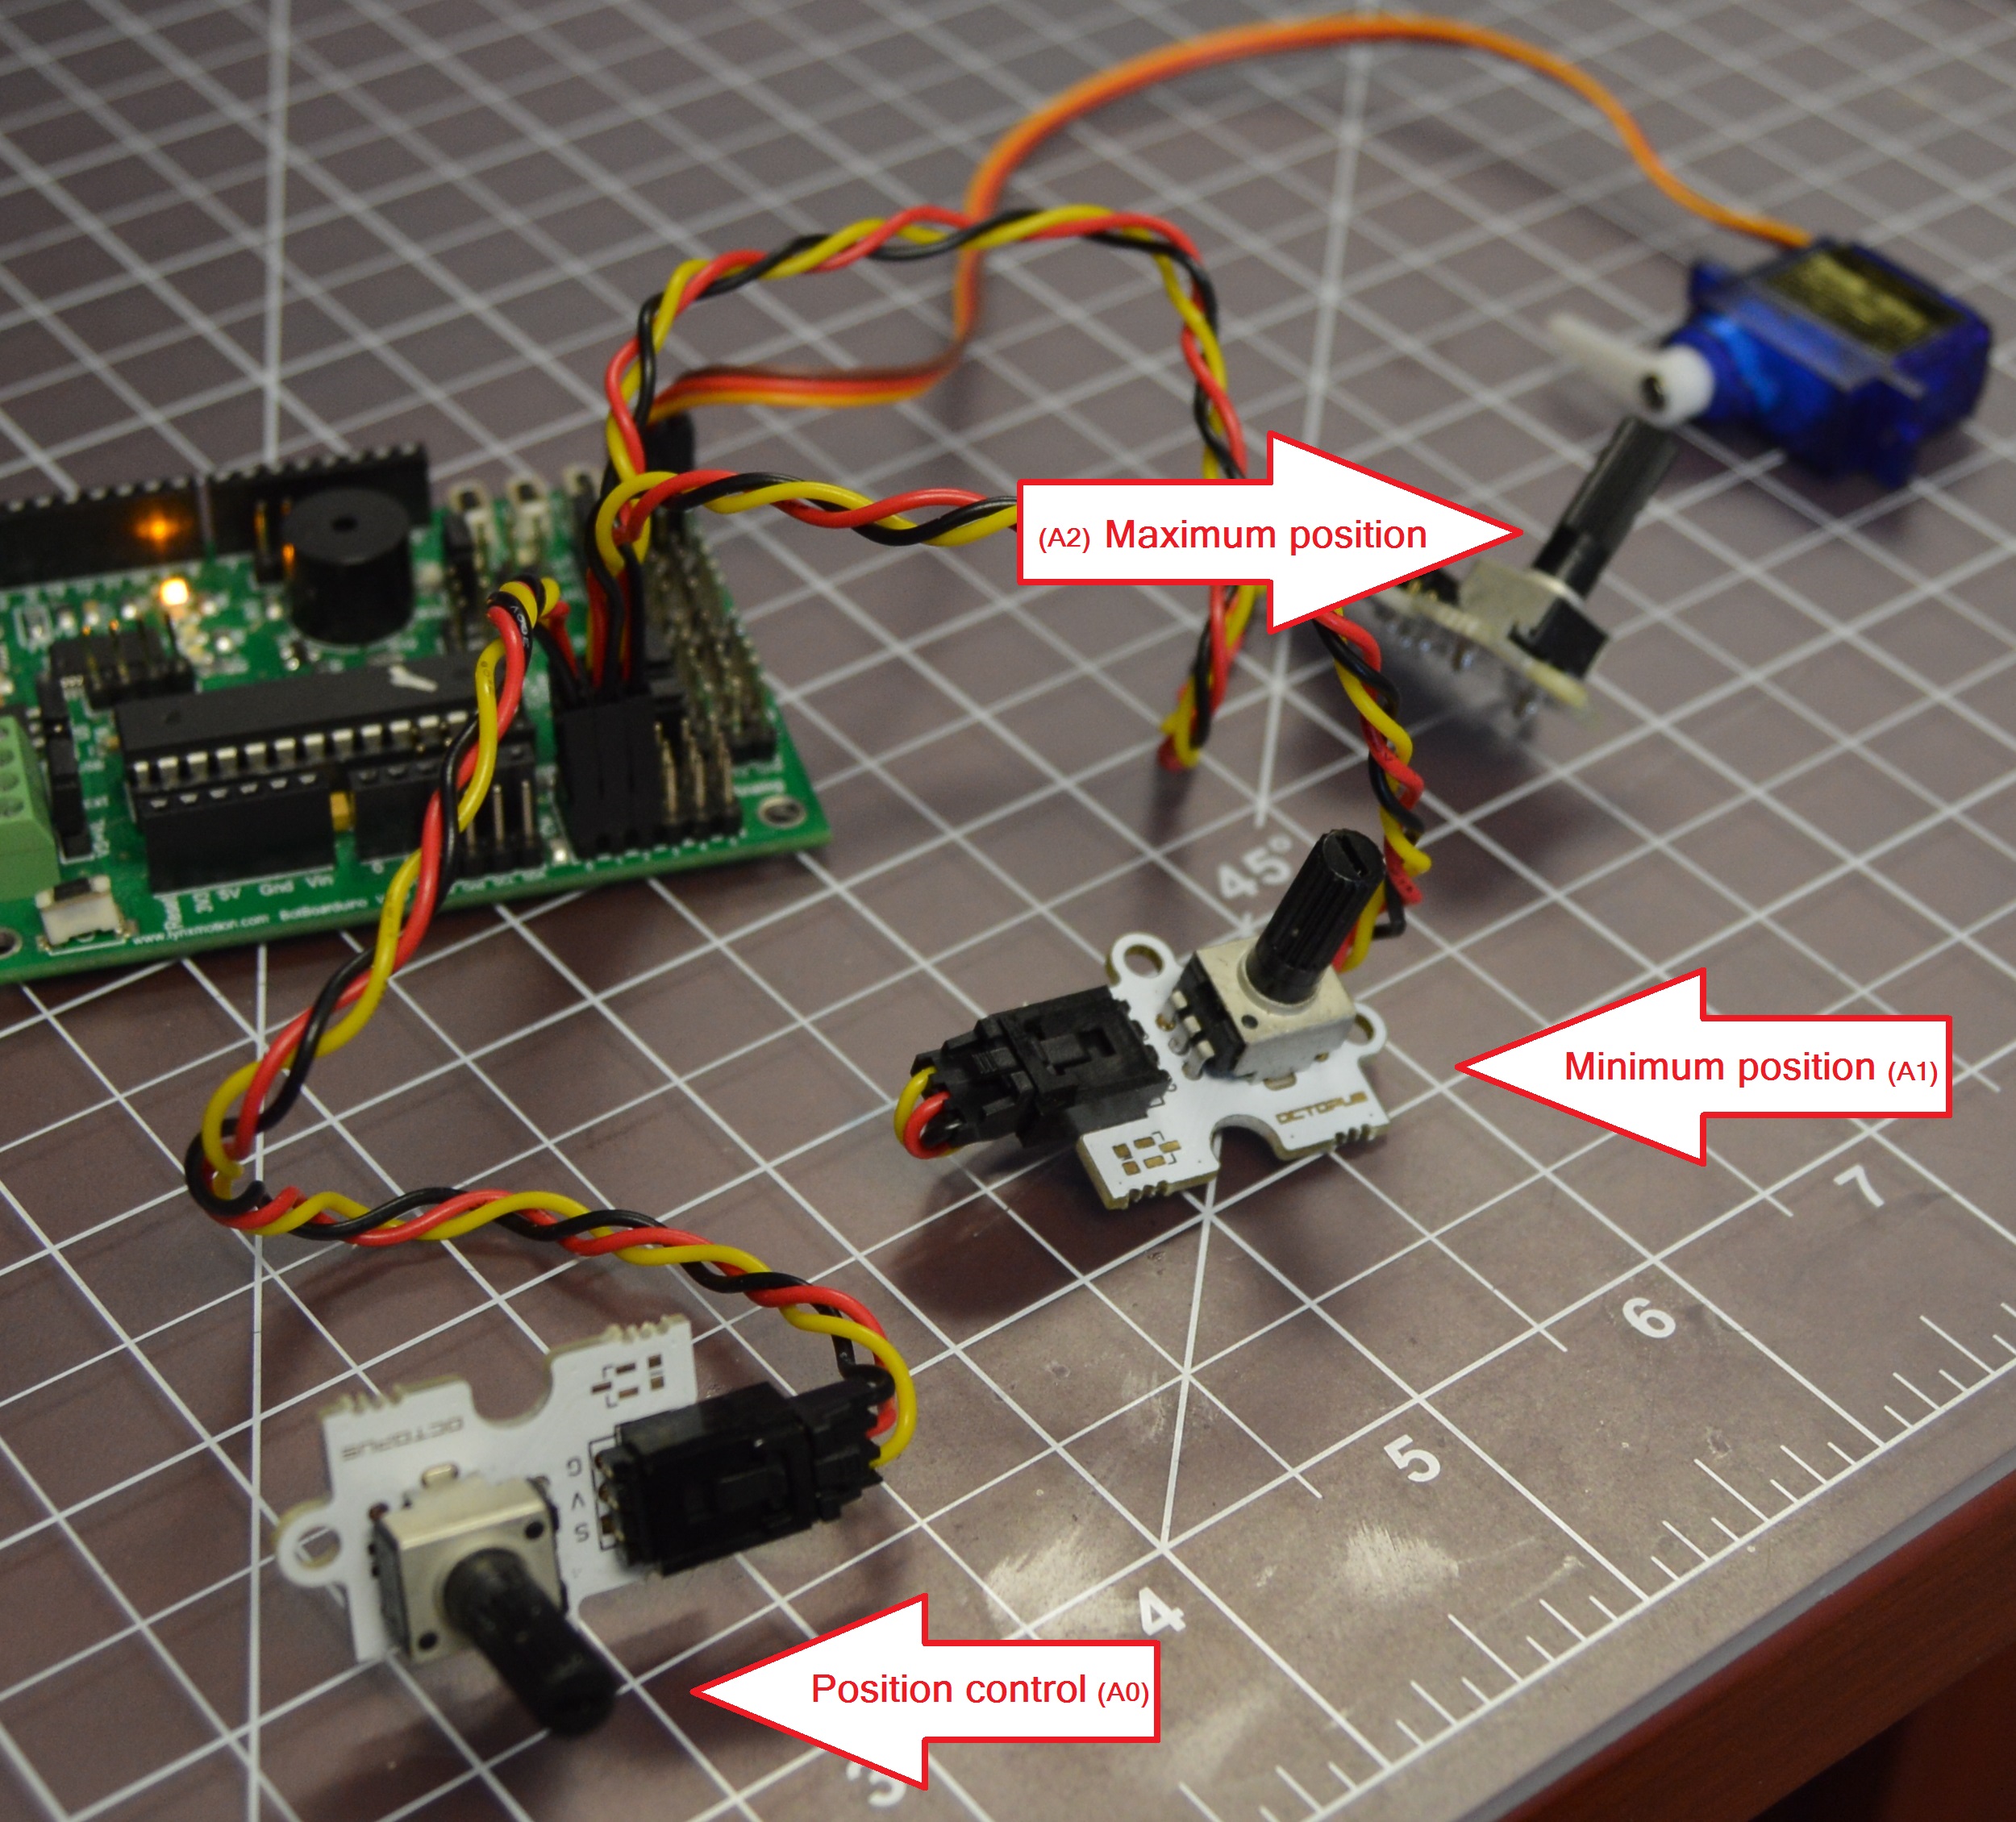 (A2) Maximum position
5V Gnd Vin
www.lynxmotion.com BotBoarduino
45°
Minimum position (A1)
OCTOPUS
7
6
OCTOPUS
G
V
S
5
4
Position control (A0)
3